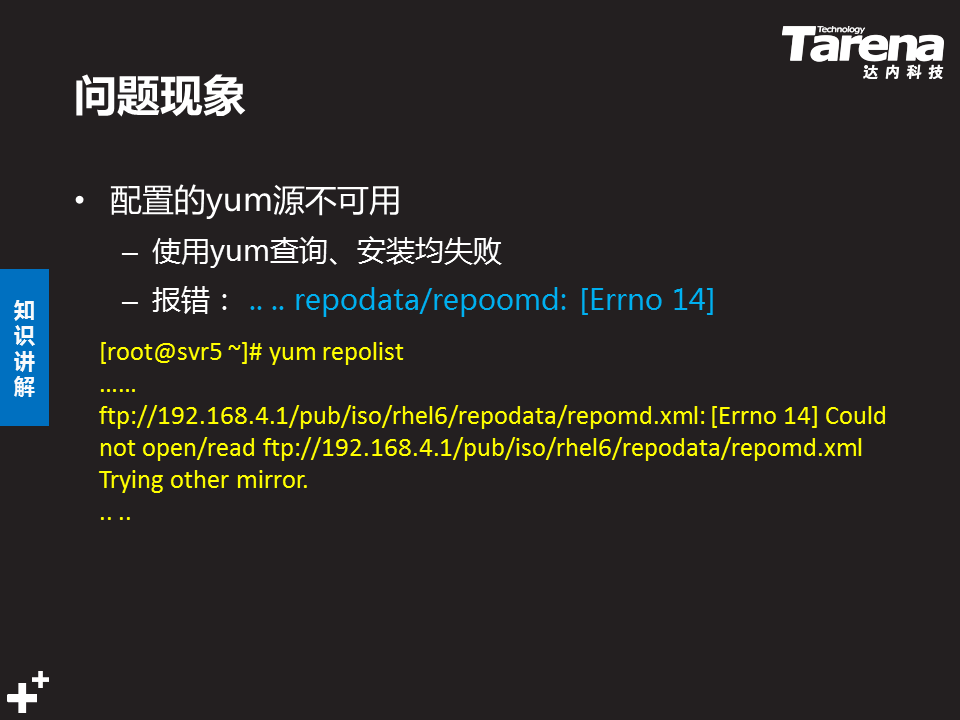 Technology
Tarena
达内科技
问题现象
• 配置的yum源不可用
– 使用yum查询、安装均失败
– 报错： .. .. repodata/repoomd: [Errno 14]
知识讲解
[root@svr5 ~]# yum repolist
……
ftp://192.168.4.1/pub/iso/rhel6/repodata/repomd.xml: [Errno 14] Could
not open/read ftp://192.168.4.1/pub/iso/rhel6/repodata/repomd.xml
Trying other mirror.
.. ..